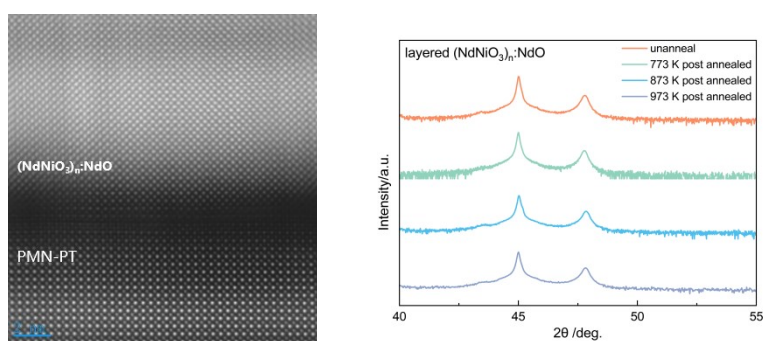 (NdNiO₃)ₙ:NdO
PMN-PT
layered (NdNiO₃)ₙ:NdO
unanneal
773 K post annealed
873 K post annealed
973 K post annealed
Intensity/a.u.
40 45 50 55
2θ /deg.